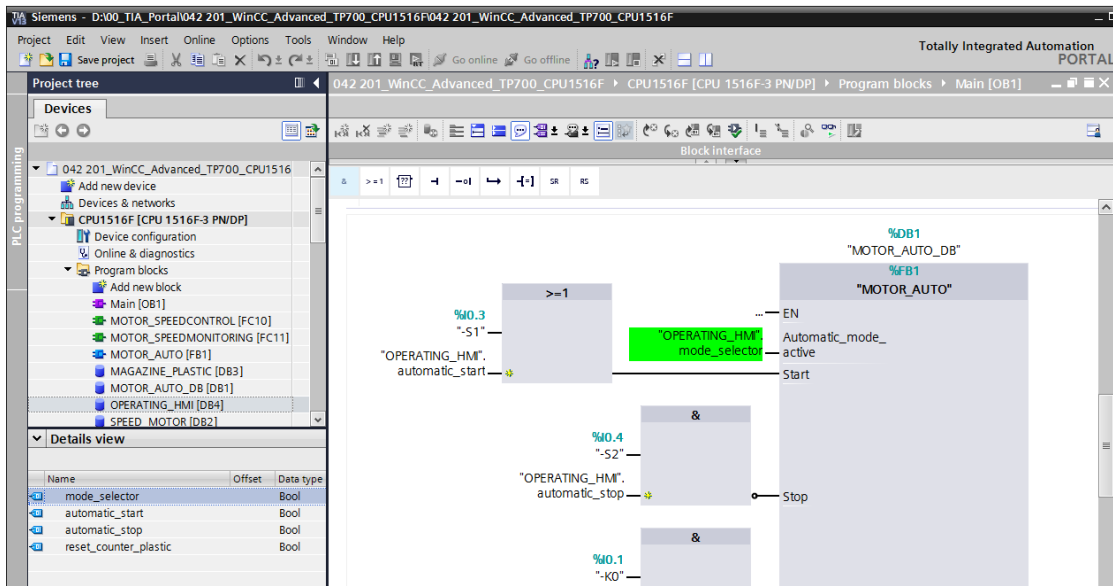 Siemens - D:\00_TIA_Portal\042 201_WinCC_Advanced_TP700_CPU1516F\042 201_WinCC_Advanced_TP700_CPU1516F
Project Edit View Insert Online Options Tools Window Help
Totally Integrated Automation
PORTAL
Save project Go online Go offline
Project tree
042 201_WinCC_Advanced_TP700_CPU1516F CPU1516F [CPU 1516F-3 PN/DP] Program blocks Main [OB1]
Devices
PLC programming
Block interface
042 201_WinCC_Advanced_TP700_CPU1516
Add new device
Devices & networks
CPU1516F [CPU 1516F-3 PN/DP]
Device configuration
Online & diagnostics
Program blocks
Add new block
Main [OB1]
MOTOR_SPEEDCONTROL [FC10]
MOTOR_SPEEDMONITORING [FC11]
MOTOR_AUTO [FB1]
MAGAZINE_PLASTIC [DB3]
MOTOR_AUTO_DB [DB1]
OPERATING_HMI [DB4]
SPEED_MOTOR [DB2]
Details view
Name Offset Data type
mode_selector Bool
automatic_start Bool
automatic_stop Bool
reset_counter_plastic Bool
& >=1 ?? SR RS
%DB1
"MOTOR_AUTO_DB"
%FB1
"MOTOR_AUTO"
>=1
%I0.3
"-S1"
"OPERATING_HMI".
automatic_start
... EN
"OPERATING_HMI".
mode_selector
Automatic_mode_
active
Start
&
%I0.4
"-S2"
"OPERATING_HMI".
automatic_stop
Stop
&
%I0.1
"-K0"